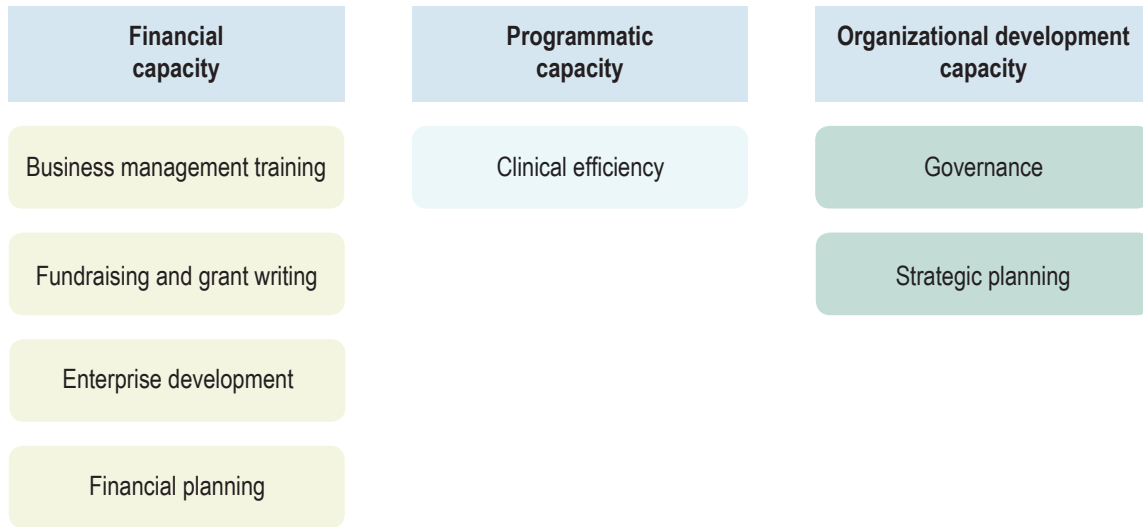 Financial
capacity
Business management training
Fundraising and grant writing
Enterprise development
Financial planning
Programmatic
capacity
Clinical efficiency
Organizational development
capacity
Governance
Strategic planning